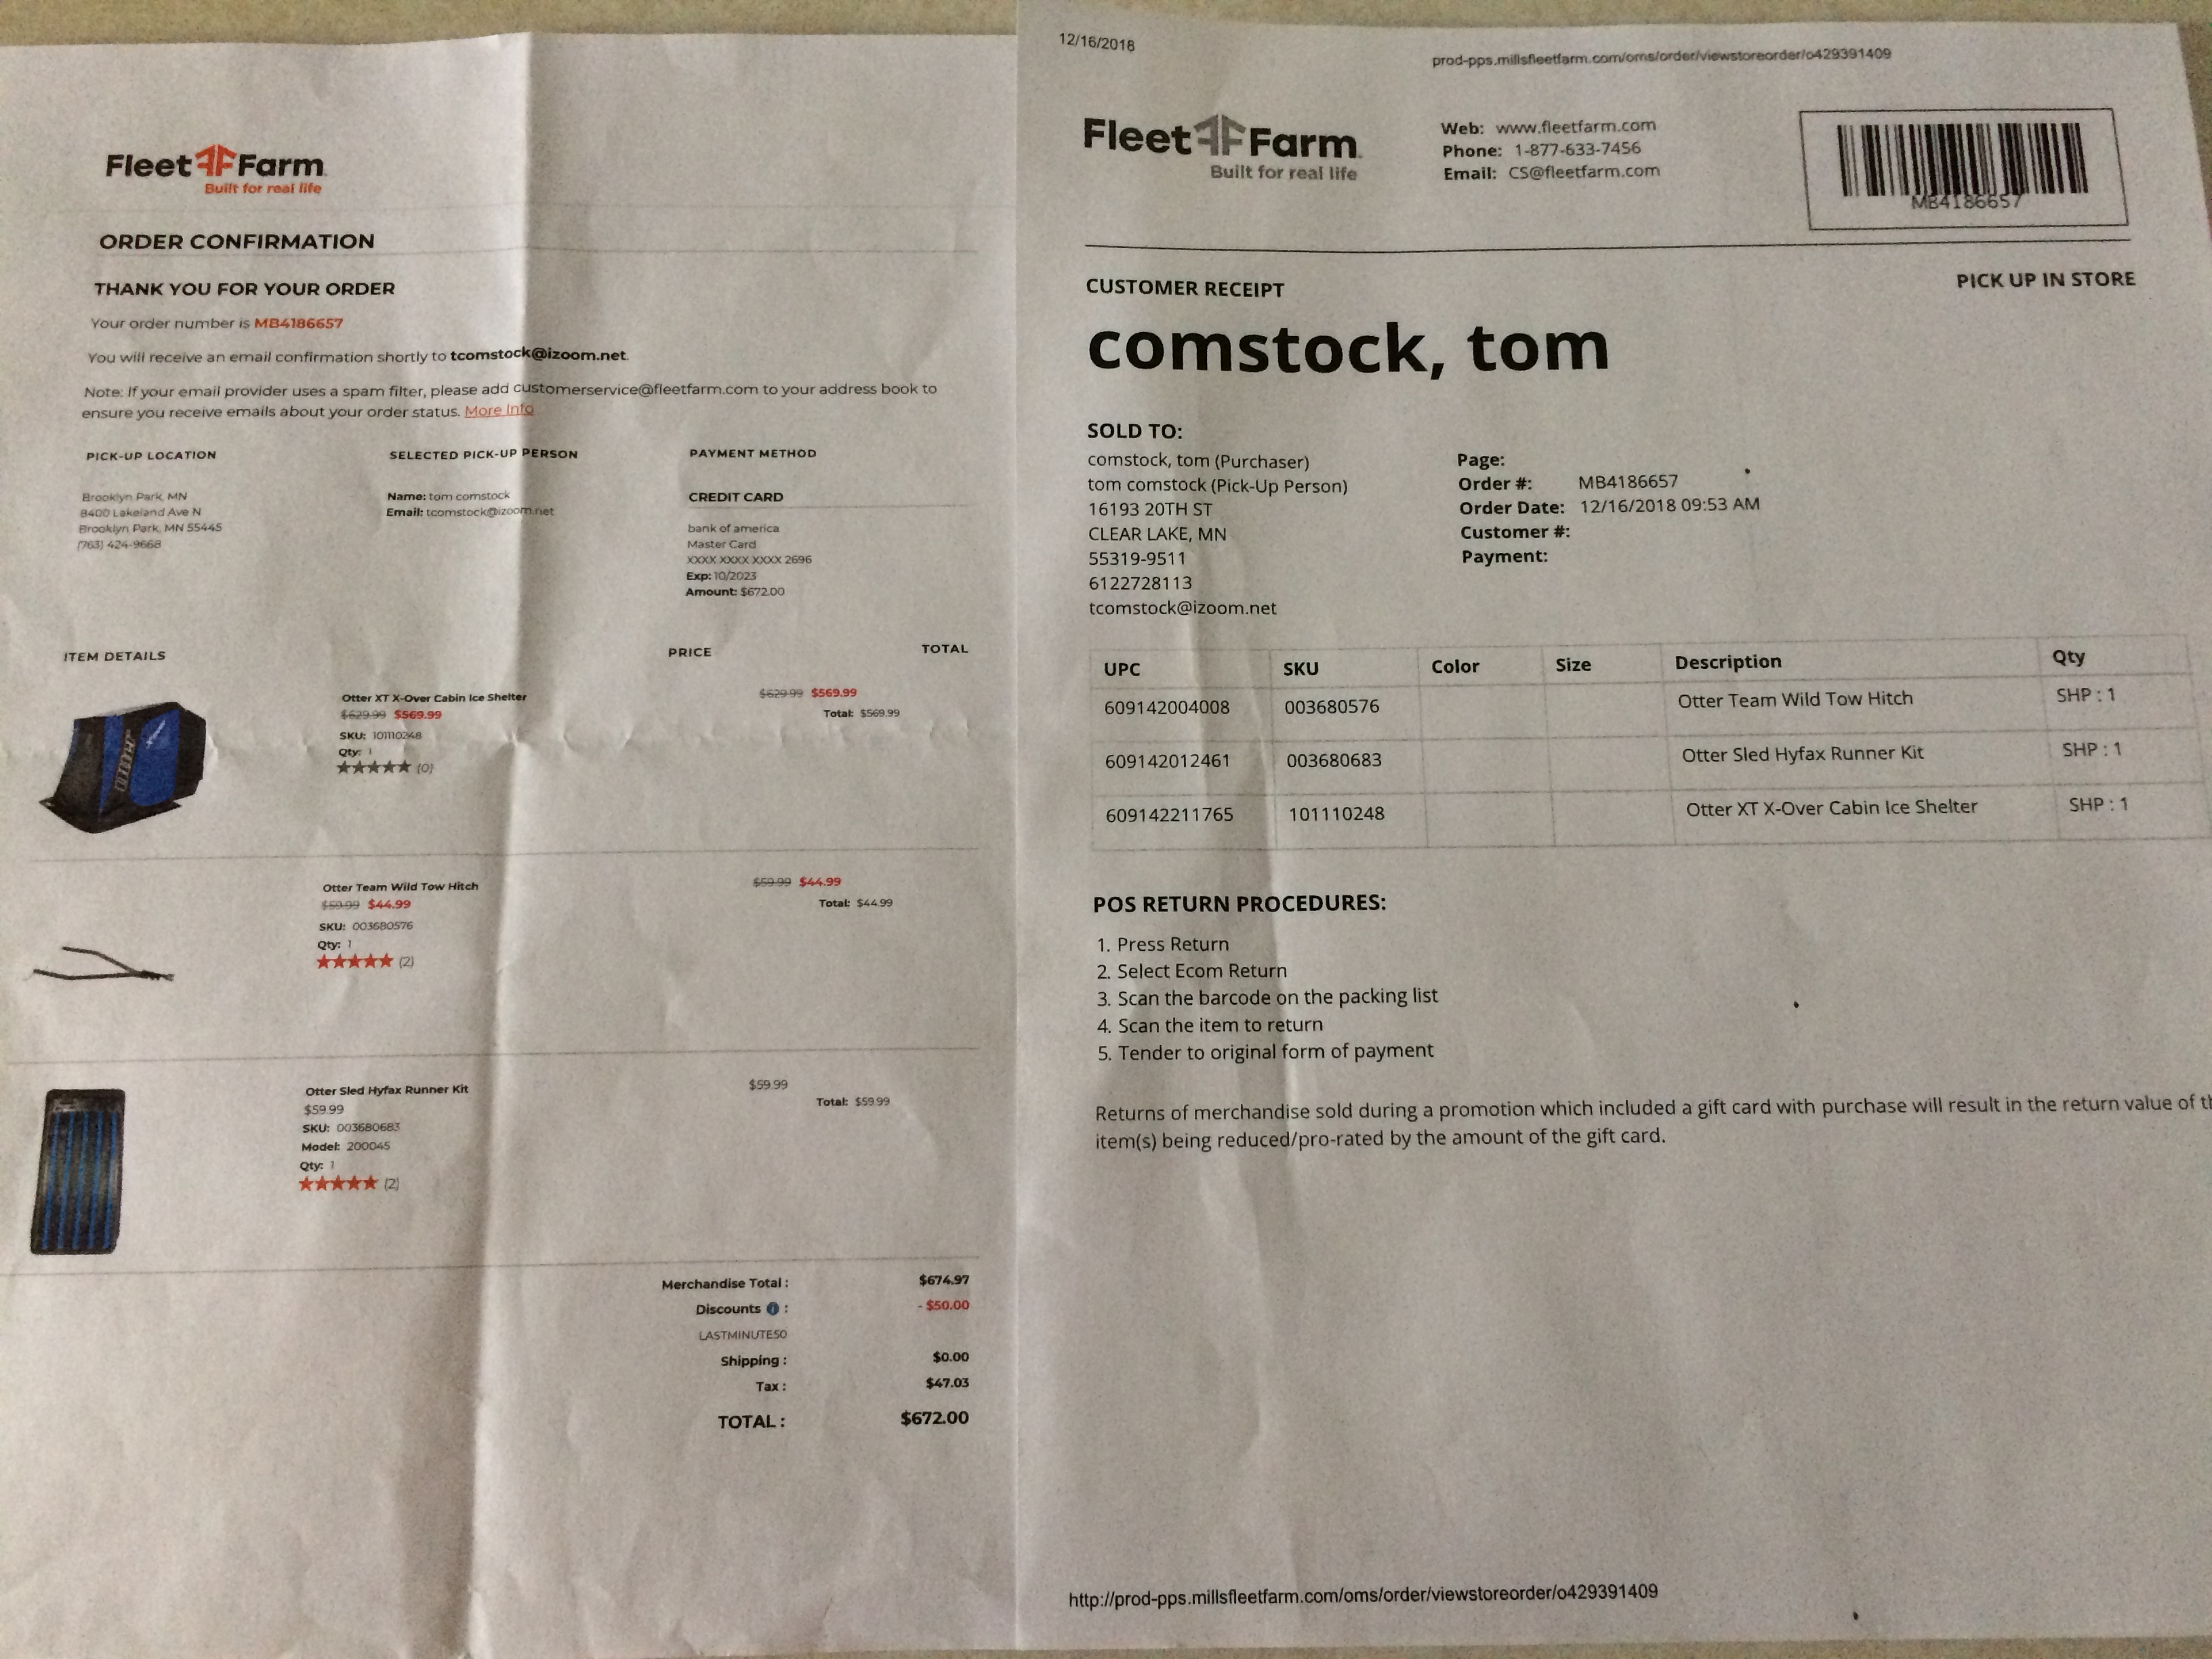 Fleet Farm
Built for real life
ORDER CONFIRMATION
THANK YOU FOR YOUR ORDER
Your order number is MB4186657
You will receive an email confirmation shortly to tcomstock@izoom.net.
Note: If your email provider uses a spam filter, please add customerservice@fleetfarm.com to your address book to
ensure you receive emails about your order status. More Info
PICK-UP LOCATION
Brooklyn Park, MN
8400 Lakeland Ave N
Brooklyn Park, MN 55445
(763) 424-9668
SELECTED PICK-UP PERSON
Name: tom comstock
Email: tcomstock@izoom.net
PAYMENT METHOD
CREDIT CARD
bank of america
Master Card
XXXX XXXX XXXX 2696
Exp: 10/2023
Amount: $672.00
ITEM DETAILS PRICE TOTAL
Otter XT X-Over Cabin Ice Shelter
$629.99 $569.99
SKU: 101110248
Qty: 1
(0)
$629.99 $569.99
Total: $569.99
Otter Team Wild Tow Hitch
$59.99 $44.99
SKU: 003680576
Qty: 1
(2)
$59.99 $44.99
Total: $44.99
Otter Sled Hyfax Runner Kit
$59.99
SKU: 003680683
Model: 200045
Qty: 1
(2)
$59.99
Total: $59.99
Merchandise Total : $674.97
Discounts i : - $50.00
LASTMINUTE50
Shipping : $0.00
Tax : $47.03
TOTAL : $672.00
12/16/2018
prod-pps.millsfleetfarm.com/oms/order/viewstoreorder/o429391409
Fleet Farm
Built for real life
Web: www.fleetfarm.com
Phone: 1-877-633-7456
Email: CS@fleetfarm.com
MB4186657
CUSTOMER RECEIPT
PICK UP IN STORE
comstock, tom
SOLD TO:
comstock, tom (Purchaser)
tom comstock (Pick-Up Person)
16193 20TH ST
CLEAR LAKE, MN
55319-9511
6122728113
tcomstock@izoom.net
Page:
Order #: MB4186657
Order Date: 12/16/2018 09:53 AM
Customer #:
Payment:
UPC SKU Color Size Description Qty
609142004008 003680576 Otter Team Wild Tow Hitch SHP : 1
609142012461 003680683 Otter Sled Hyfax Runner Kit SHP : 1
609142211765 101110248 Otter XT X-Over Cabin Ice Shelter SHP : 1
POS RETURN PROCEDURES:
1. Press Return
2. Select Ecom Return
3. Scan the barcode on the packing list
4. Scan the item to return
5. Tender to original form of payment
Returns of merchandise sold during a promotion which included a gift card with purchase will result in the return value of th
item(s) being reduced/pro-rated by the amount of the gift card.
http://prod-pps.millsfleetfarm.com/oms/order/viewstoreorder/o429391409